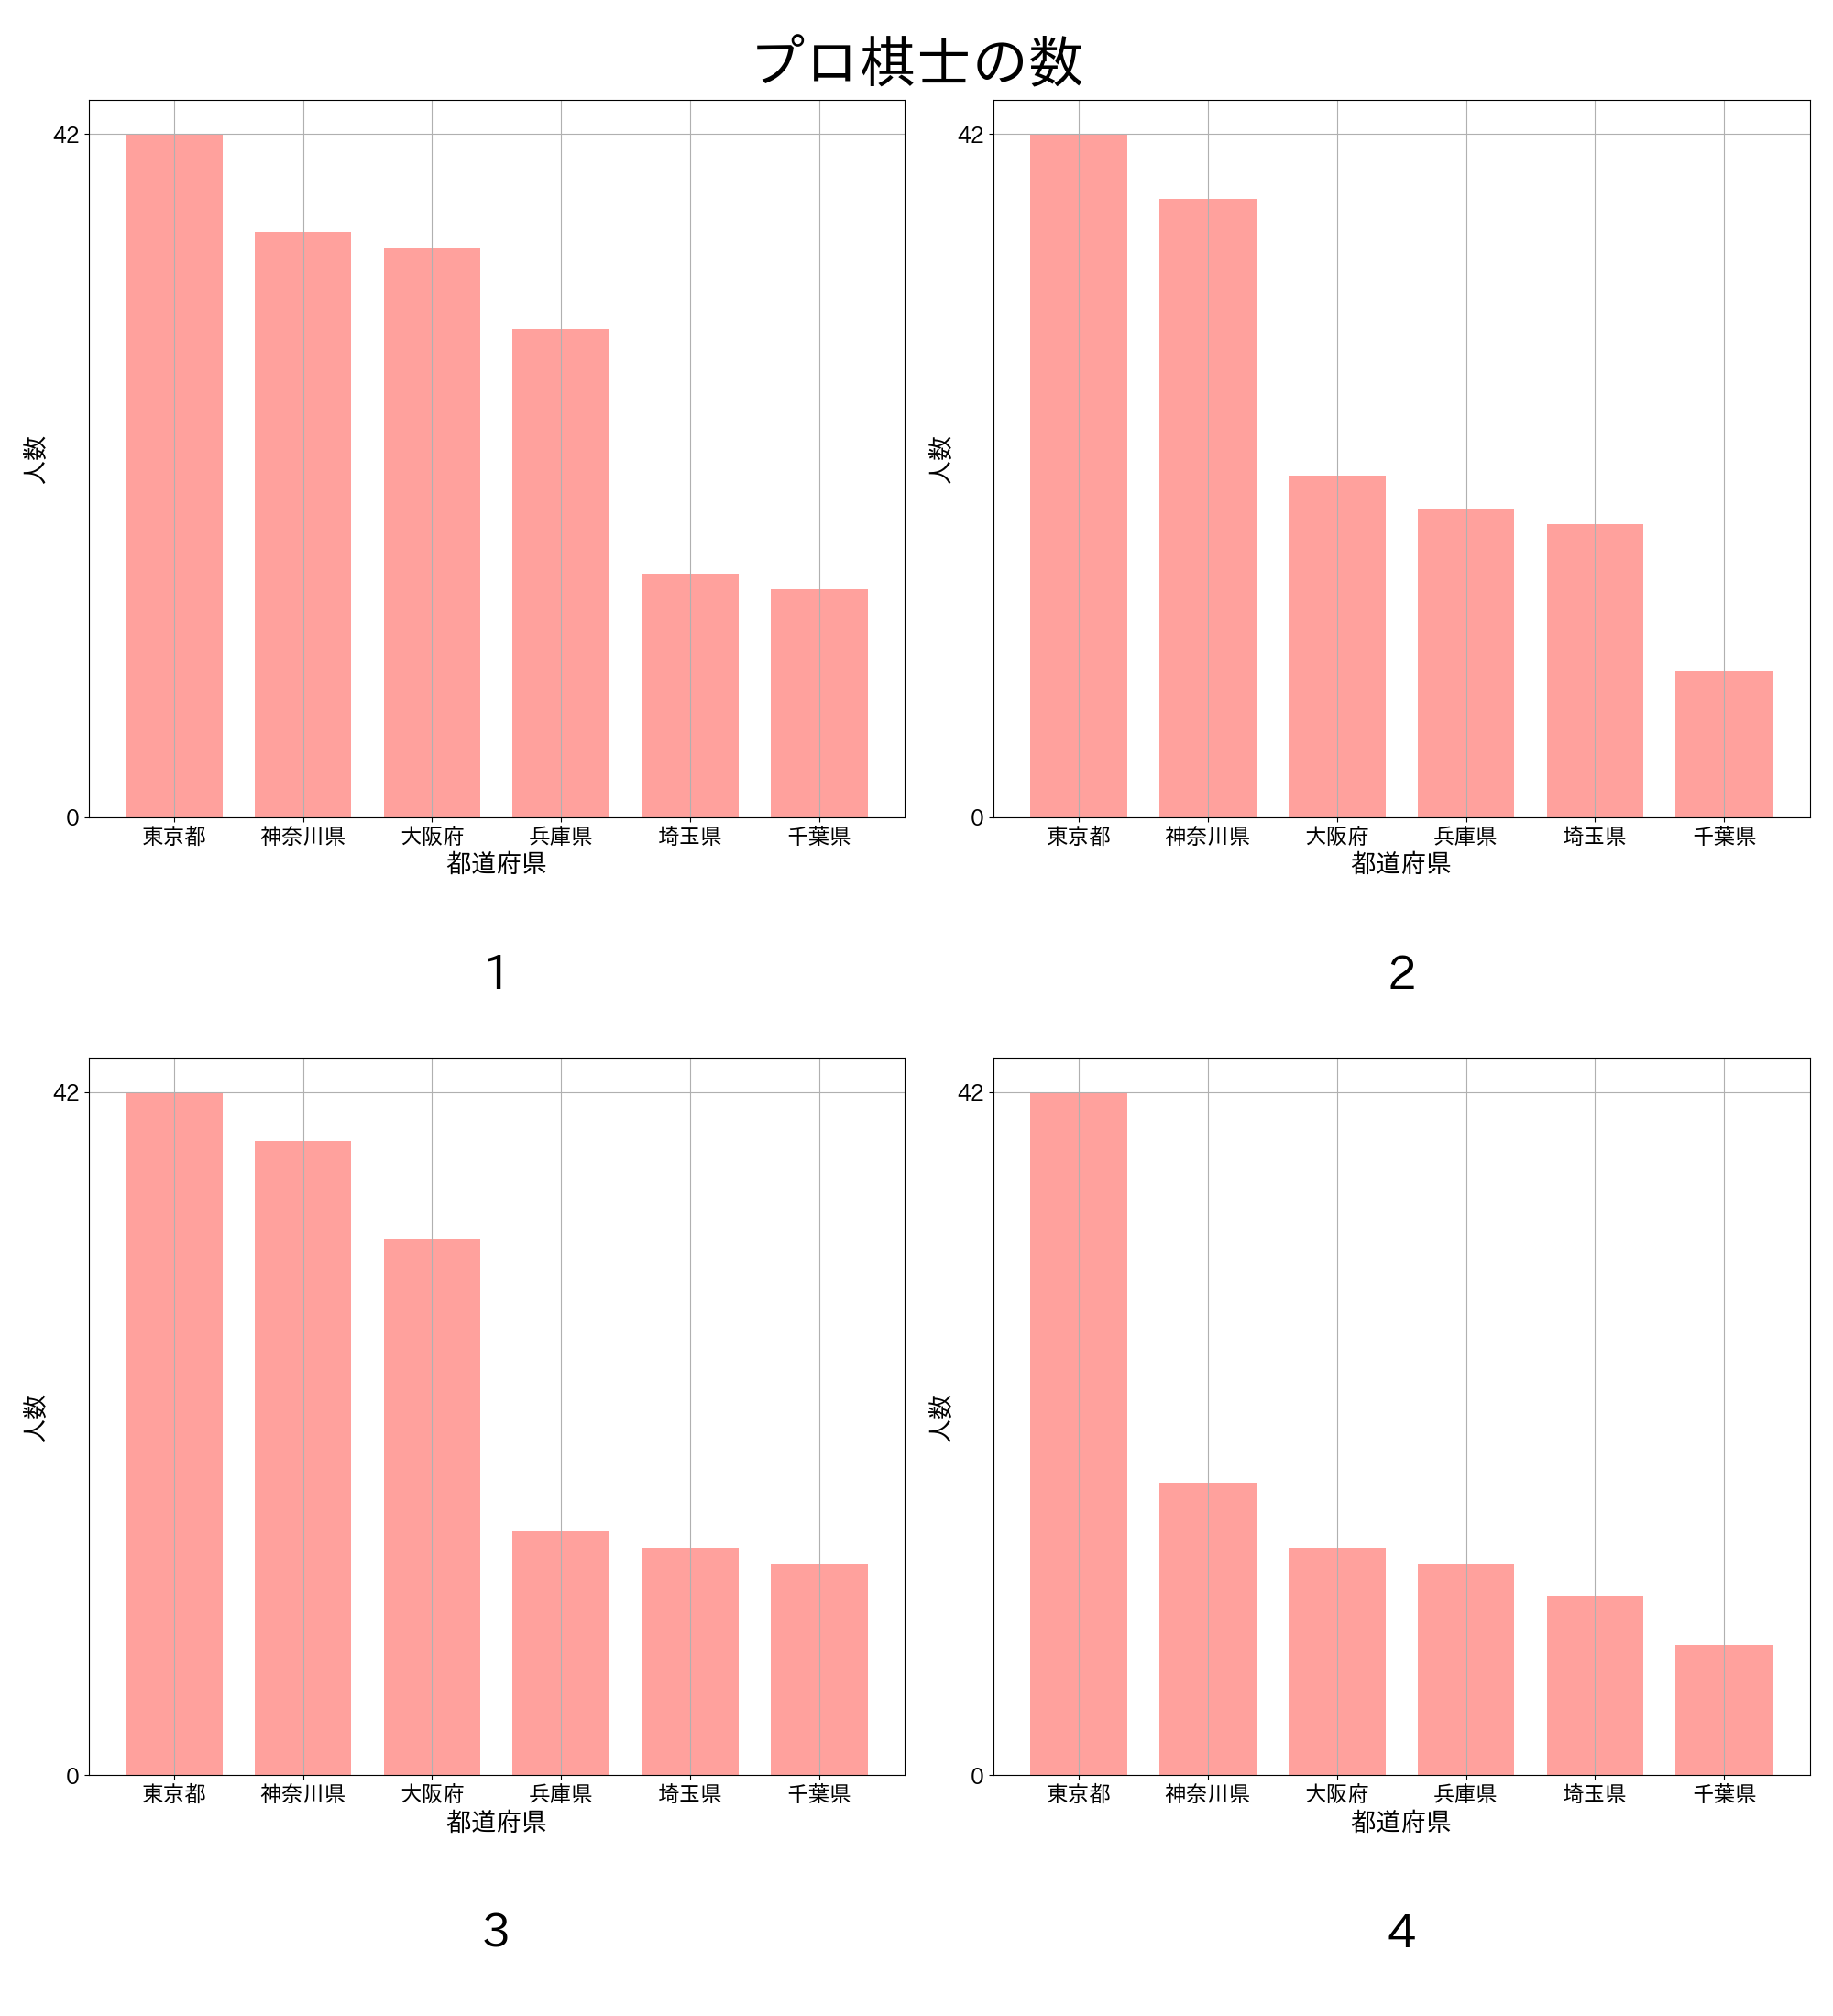 プロ棋士の数
42
0
人数
東京都 神奈川県 大阪府 兵庫県 埼玉県 千葉県
都道府県
1
42
0
人数
東京都 神奈川県 大阪府 兵庫県 埼玉県 千葉県
都道府県
2
42
0
人数
東京都 神奈川県 大阪府 兵庫県 埼玉県 千葉県
都道府県
3
42
0
人数
東京都 神奈川県 大阪府 兵庫県 埼玉県 千葉県
都道府県
4